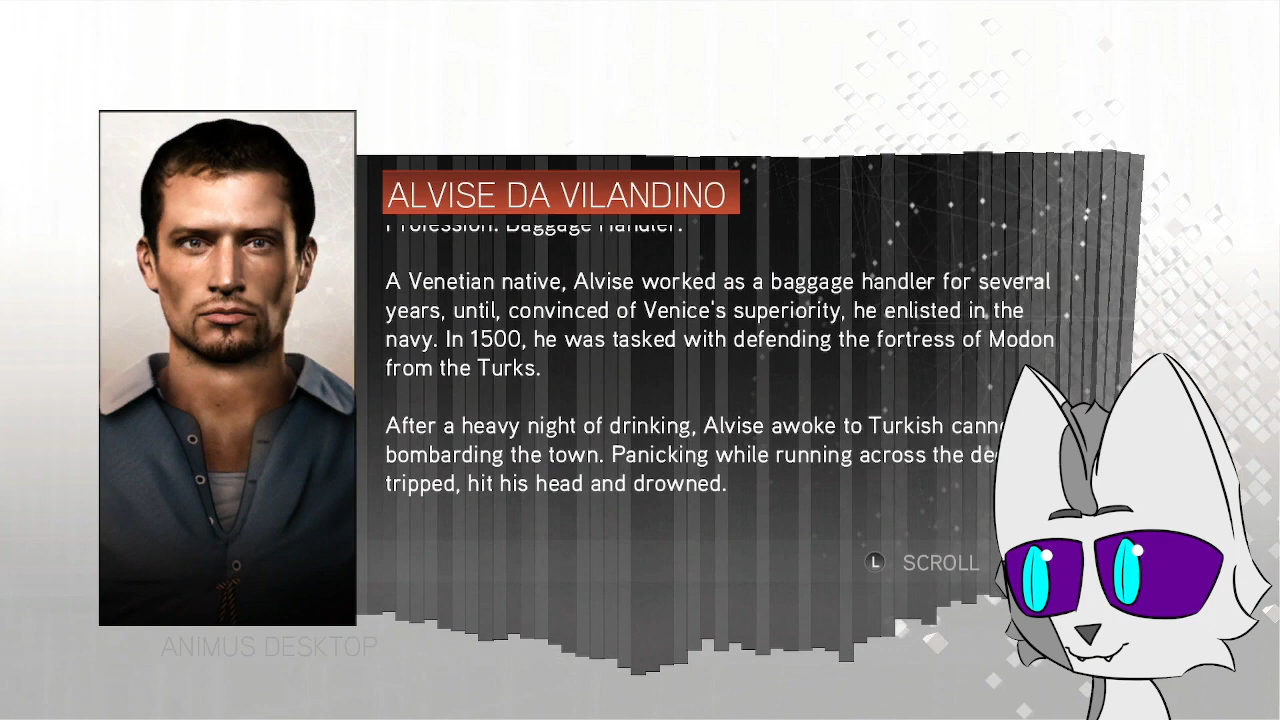 ALVISE DA VILANDINO
Profession: Baggage Handler.
A Venetian native, Alvise worked as a baggage handler for several
years, until, convinced of Venice's superiority, he enlisted in the
navy. In 1500, he was tasked with defending the fortress of Modon
from the Turks.
After a heavy night of drinking, Alvise awoke to Turkish
bombarding the town. Panicking while running across the
tripped, hit his head and drowned.
L SCROLL
ANIMUS DESKTOP